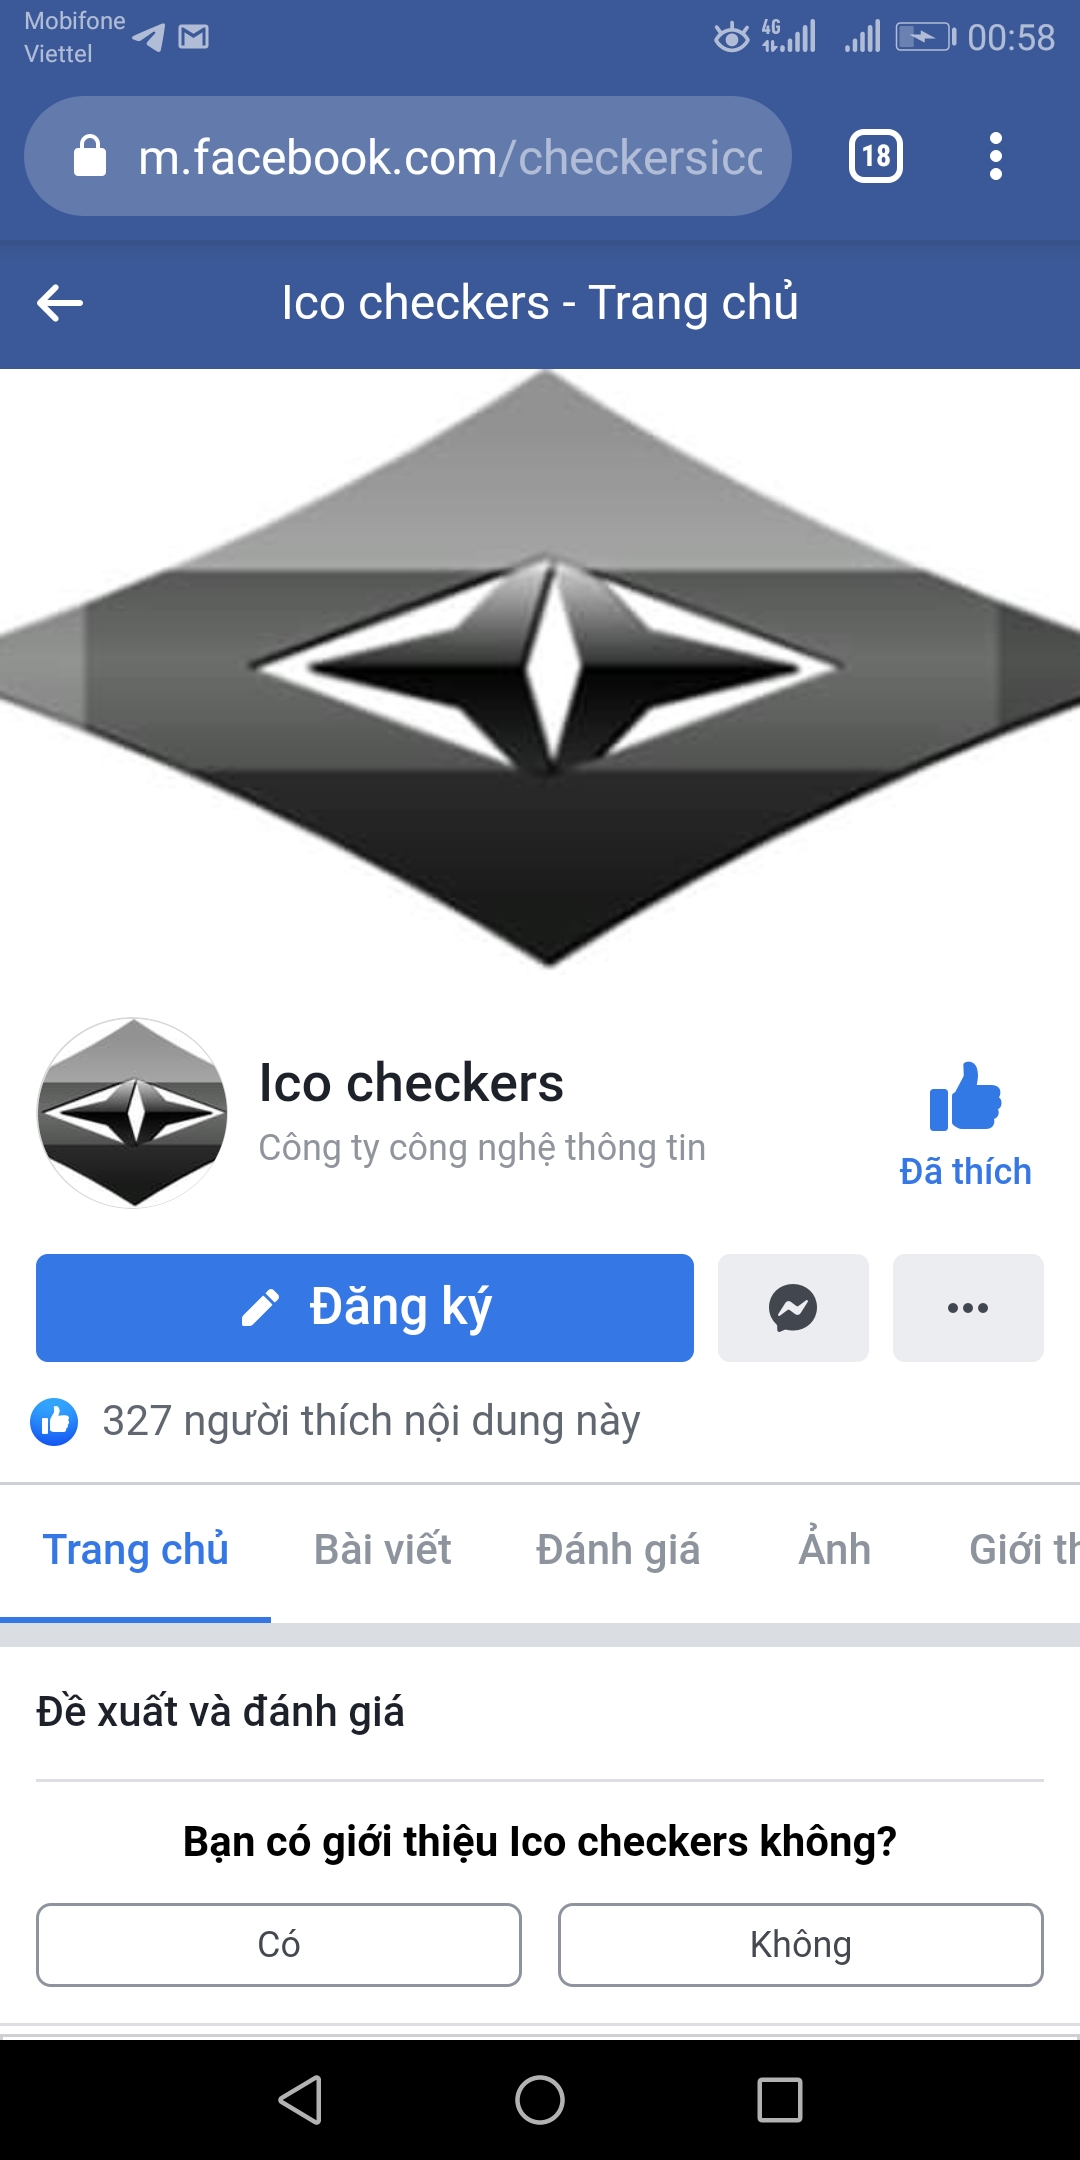 Mobifone
Viettel
4G
00:58
m.facebook.com/checkersico
18
Ico checkers - Trang chủ
Ico checkers
Công ty công nghệ thông tin
Đã thích
Đăng ký
327 người thích nội dung này
Trang chủ
Bài viết
Đánh giá
Ảnh
Giới th
Đề xuất và đánh giá
Bạn có giới thiệu Ico checkers không?
Có
Không